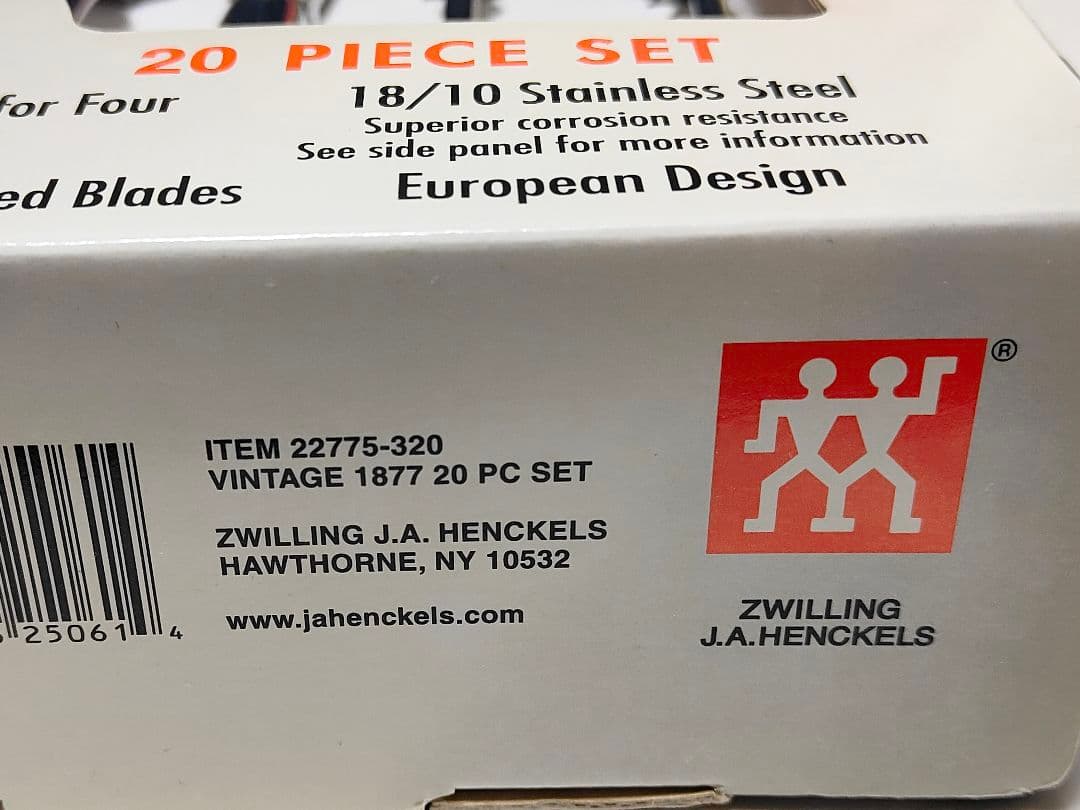 20 PIECE SET
for Four
18/10 Stainless Steel
Superior corrosion resistance
See side panel for more information
ed Blades
European Design
®
ITEM 22775-320
VINTAGE 1877 20 PC SET
ZWILLING J.A. HENCKELS
HAWTHORNE, NY 10532
www.jahenckels.com
25061 4
ZWILLING
J.A.HENCKELS